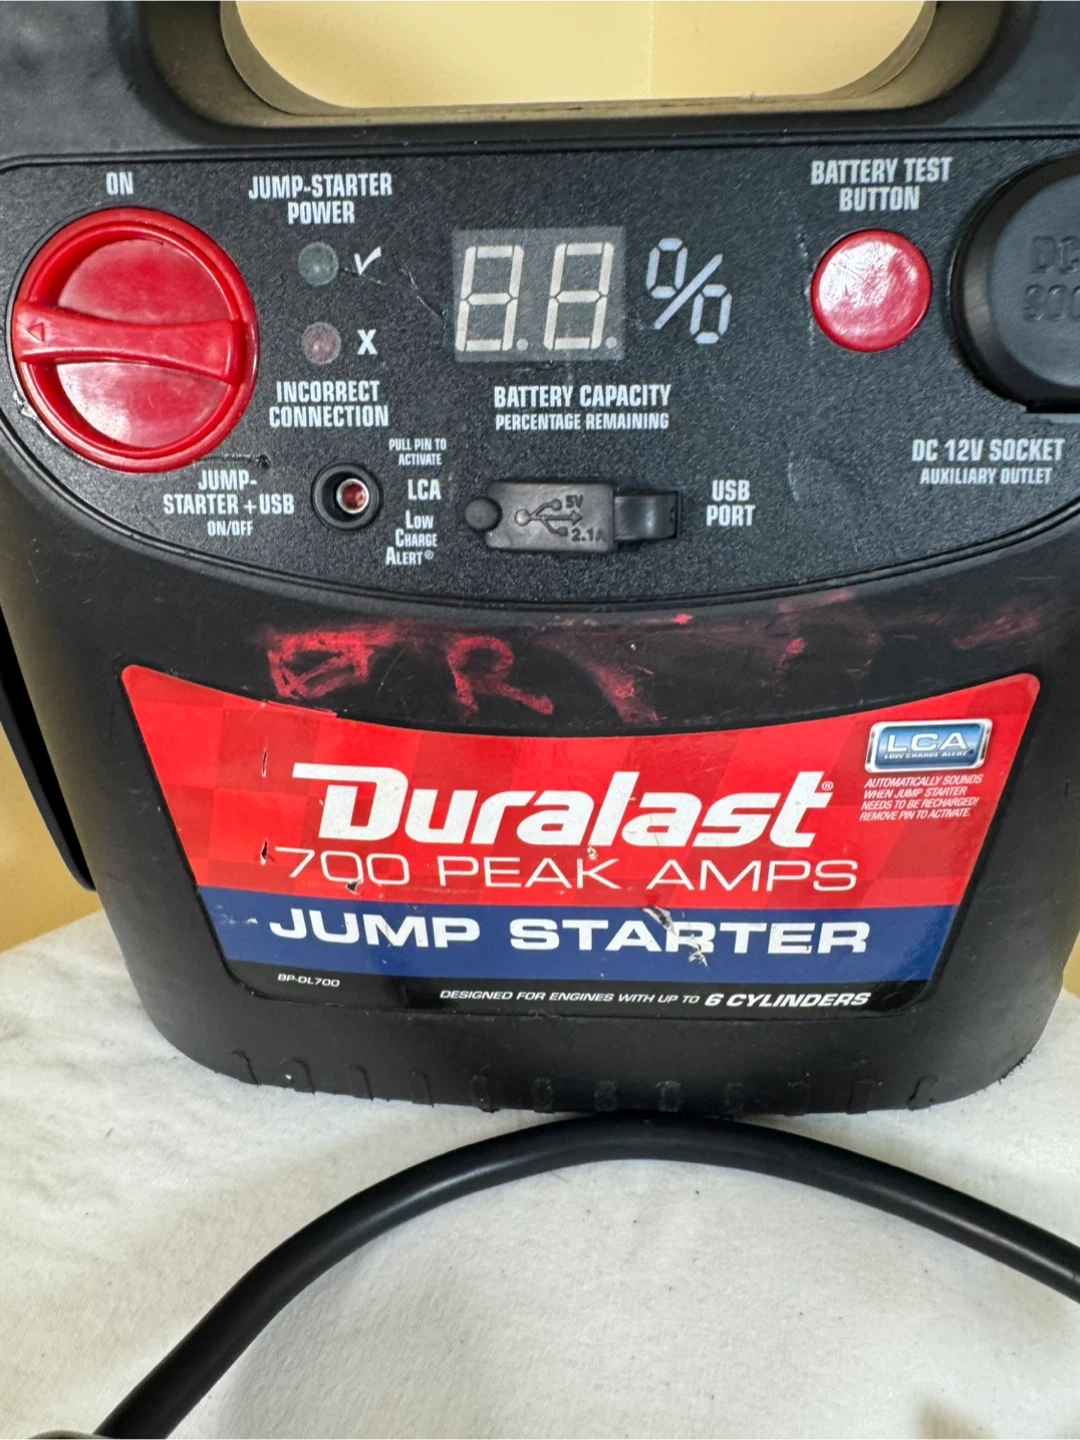 ON
JUMP-STARTER
POWER
INCORRECT
CONNECTION
X
BATTERY CAPACITY
PERCENTAGE REMAINING
%
BATTERY TEST
BUTTON
DC
DC 12V SOCKET
AUXILIARY OUTLET
JUMP-
STARTER + USB
ON/OFF
PULL PIN TO
ACTIVATE
LCA
LOW
CHARGE
ALERT®
5V
2.1A
USB
PORT
R
LCA
LOW CHARGE ALERT
AUTOMATICALLY SOUNDS
WHEN JUMP STARTER
NEEDS TO BE RECHARGED!
REMOVE PIN TO ACTIVATE.
Duralast®
700 PEAK AMPS
JUMP STARTER
BP-DL700
DESIGNED FOR ENGINES WITH UP TO 6 CYLINDERS